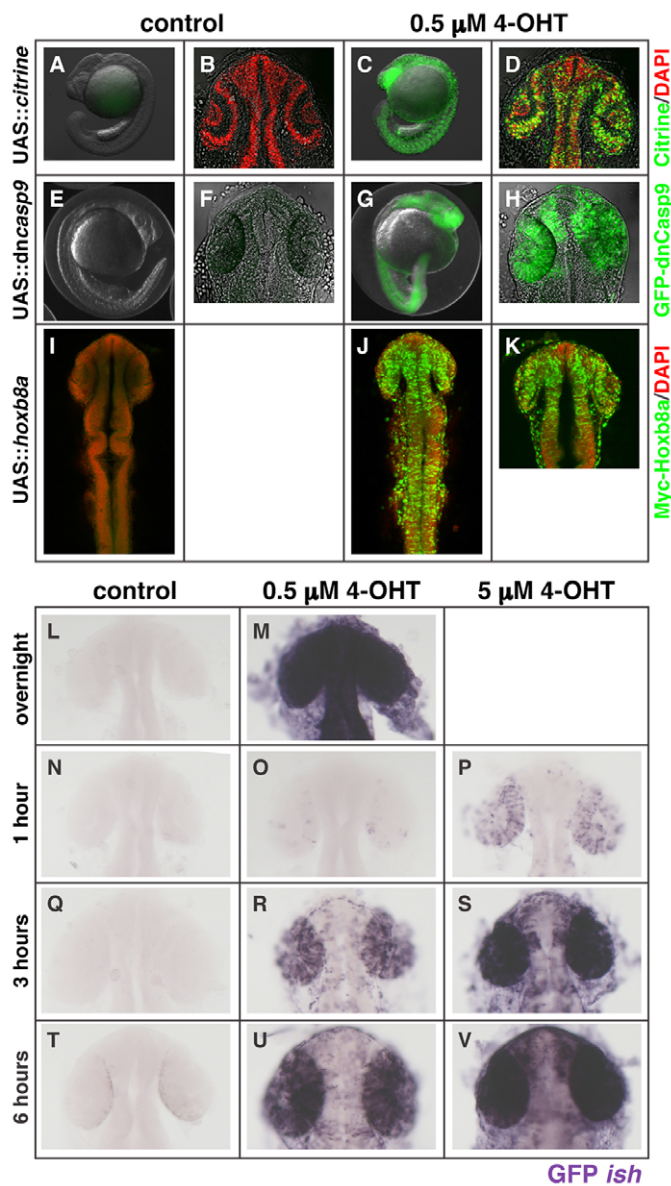 control 0.5 μM 4-OHT
UAS::citrine
A B C D
Citrine/DAPI
UAS::dncasp9
E F G H
GFP-dnCasp9
UAS::hoxb8a
I J K
Myc-Hoxb8a/DAPI
control 0.5 μM 4-OHT 5 μM 4-OHT
overnight
L M
1 hour
N O P
3 hours
Q R S
6 hours
T U V
GFP ish